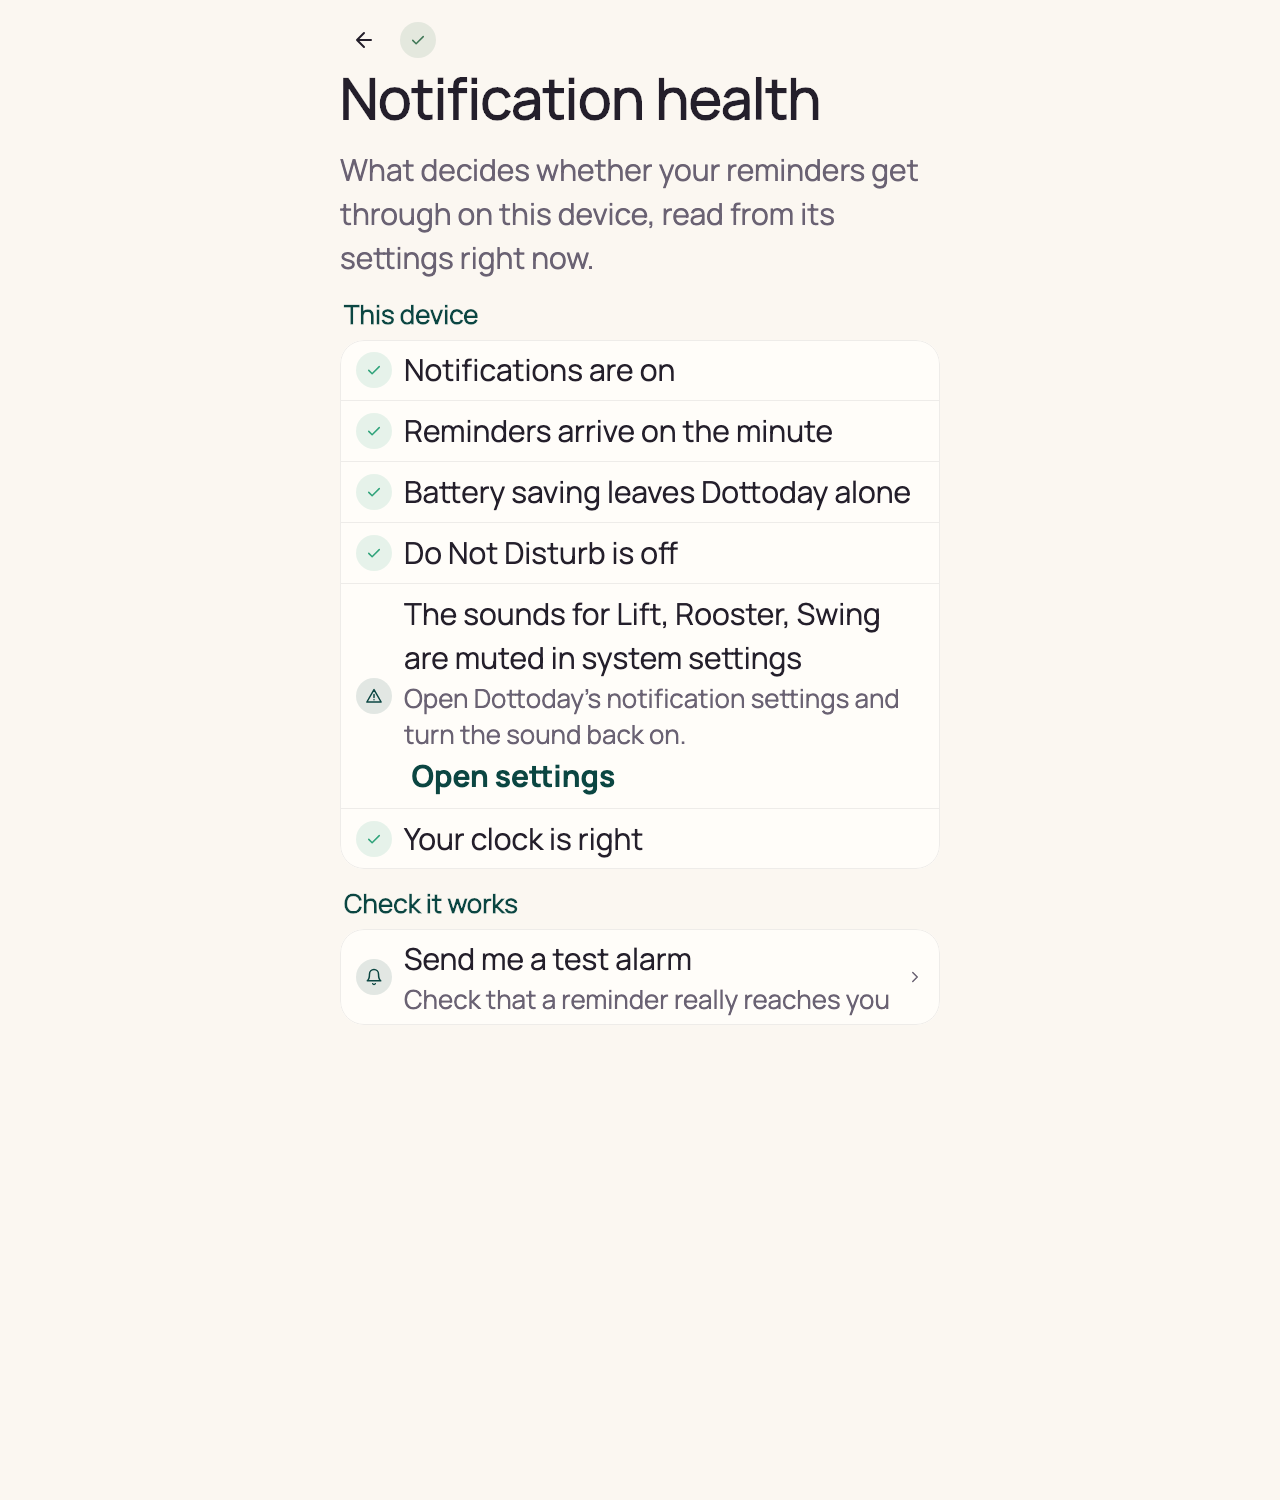 Notification health
What decides whether your reminders get
through on this device, read from its
settings right now.
This device
Notifications are on
Reminders arrive on the minute
Battery saving leaves Dottoday alone
Do Not Disturb is off
The sounds for Lift, Rooster, Swing
are muted in system settings
Open Dottoday’s notification settings and
turn the sound back on.
Open settings
Your clock is right
Check it works
Send me a test alarm
Check that a reminder really reaches you